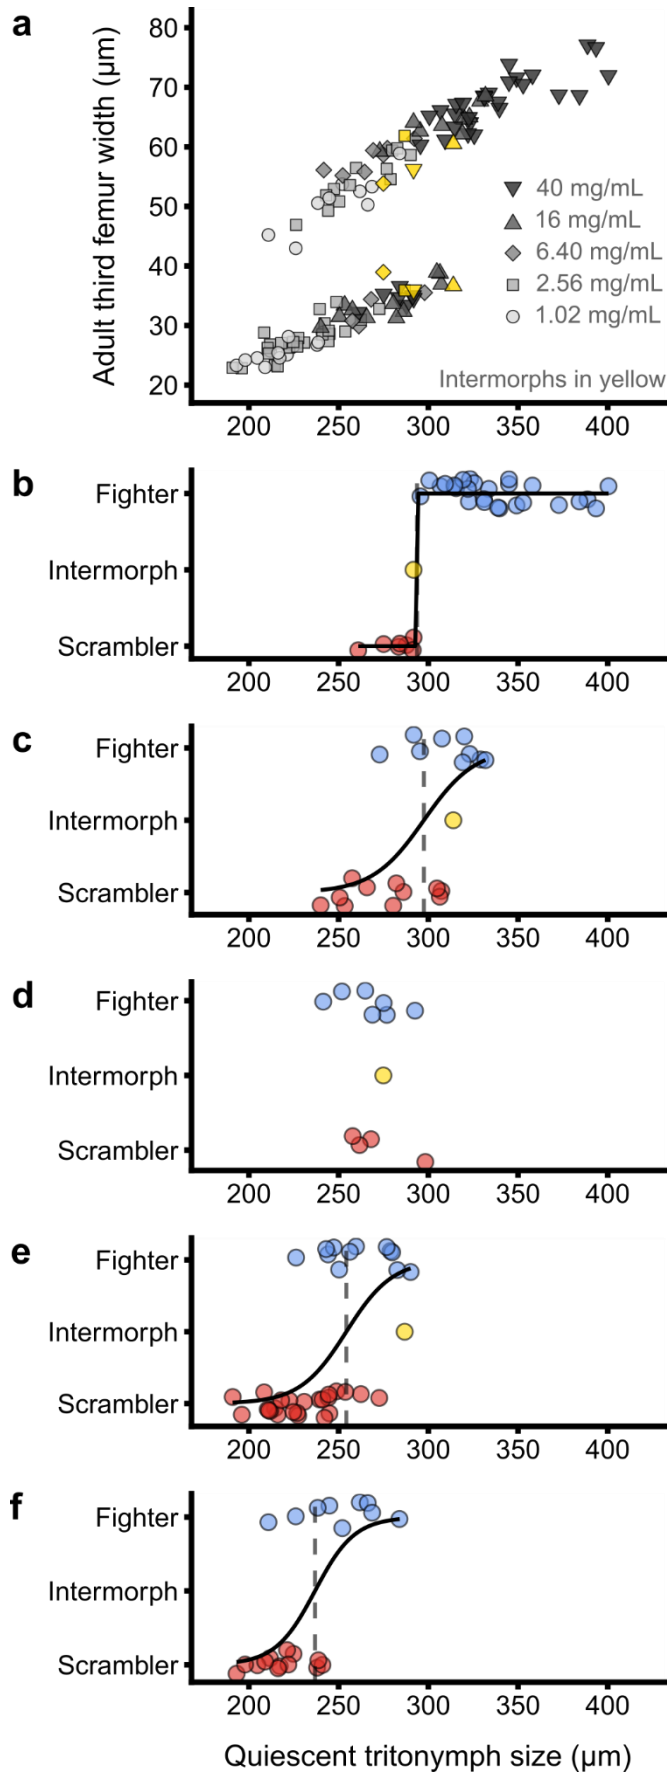 a
Adult third femur width (µm)
80
70
60
50
40
30
20
40 mg/mL
16 mg/mL
6.40 mg/mL
2.56 mg/mL
1.02 mg/mL
Intermorphs in yellow
200 250 300 350 400
b
Fighter
Intermorph
Scrambler
200 250 300 350 400
c
Fighter
Intermorph
Scrambler
200 250 300 350 400
d
Fighter
Intermorph
Scrambler
200 250 300 350 400
e
Fighter
Intermorph
Scrambler
200 250 300 350 400
f
Fighter
Intermorph
Scrambler
200 250 300 350 400
Quiescent tritonymph size (µm)